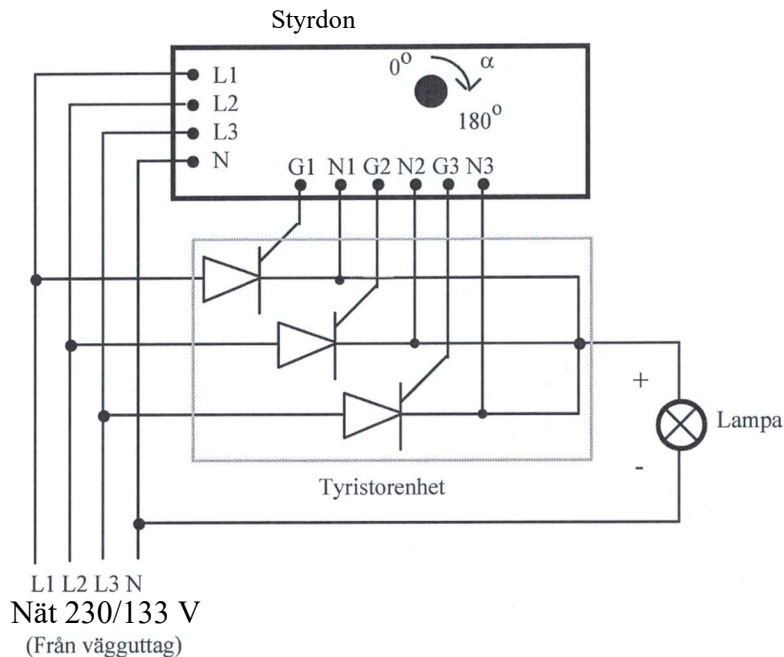 Styrdon
0° α
L1
L2
180°
L3
N
G1 N1 G2 N2 G3 N3
+
Lampa
-
Tyristorenhet
L1 L2 L3 N
Nät 230/133 V
(Från vägguttag)